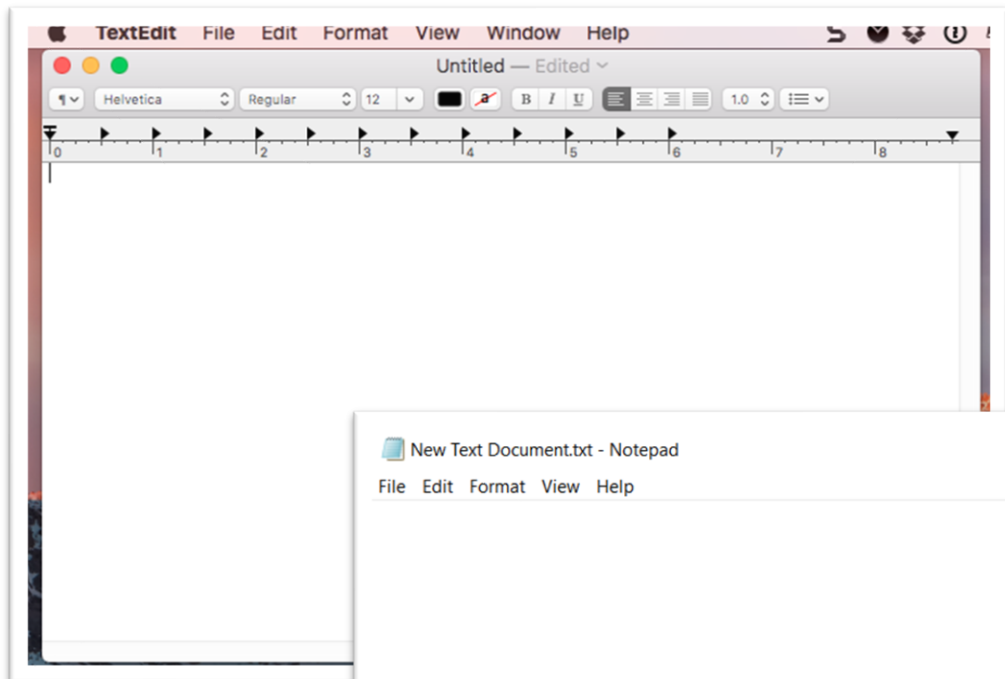 TextEdit File Edit Format View Window Help
Untitled — Edited
¶ Helvetica Regular 12 a B I U 1.0
0 1 2 3 4 5 6 7 8
New Text Document.txt - Notepad
File Edit Format View Help